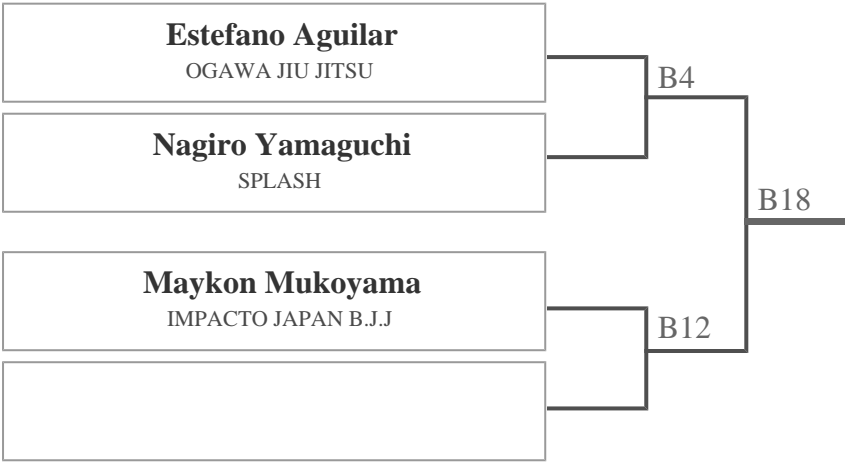 Estefano Aguilar
OGAWA JIU JITSU
B4
Nagiro Yamaguchi
SPLASH
B18
Maykon Mukoyama
IMPACTO JAPAN B.J.J
B12